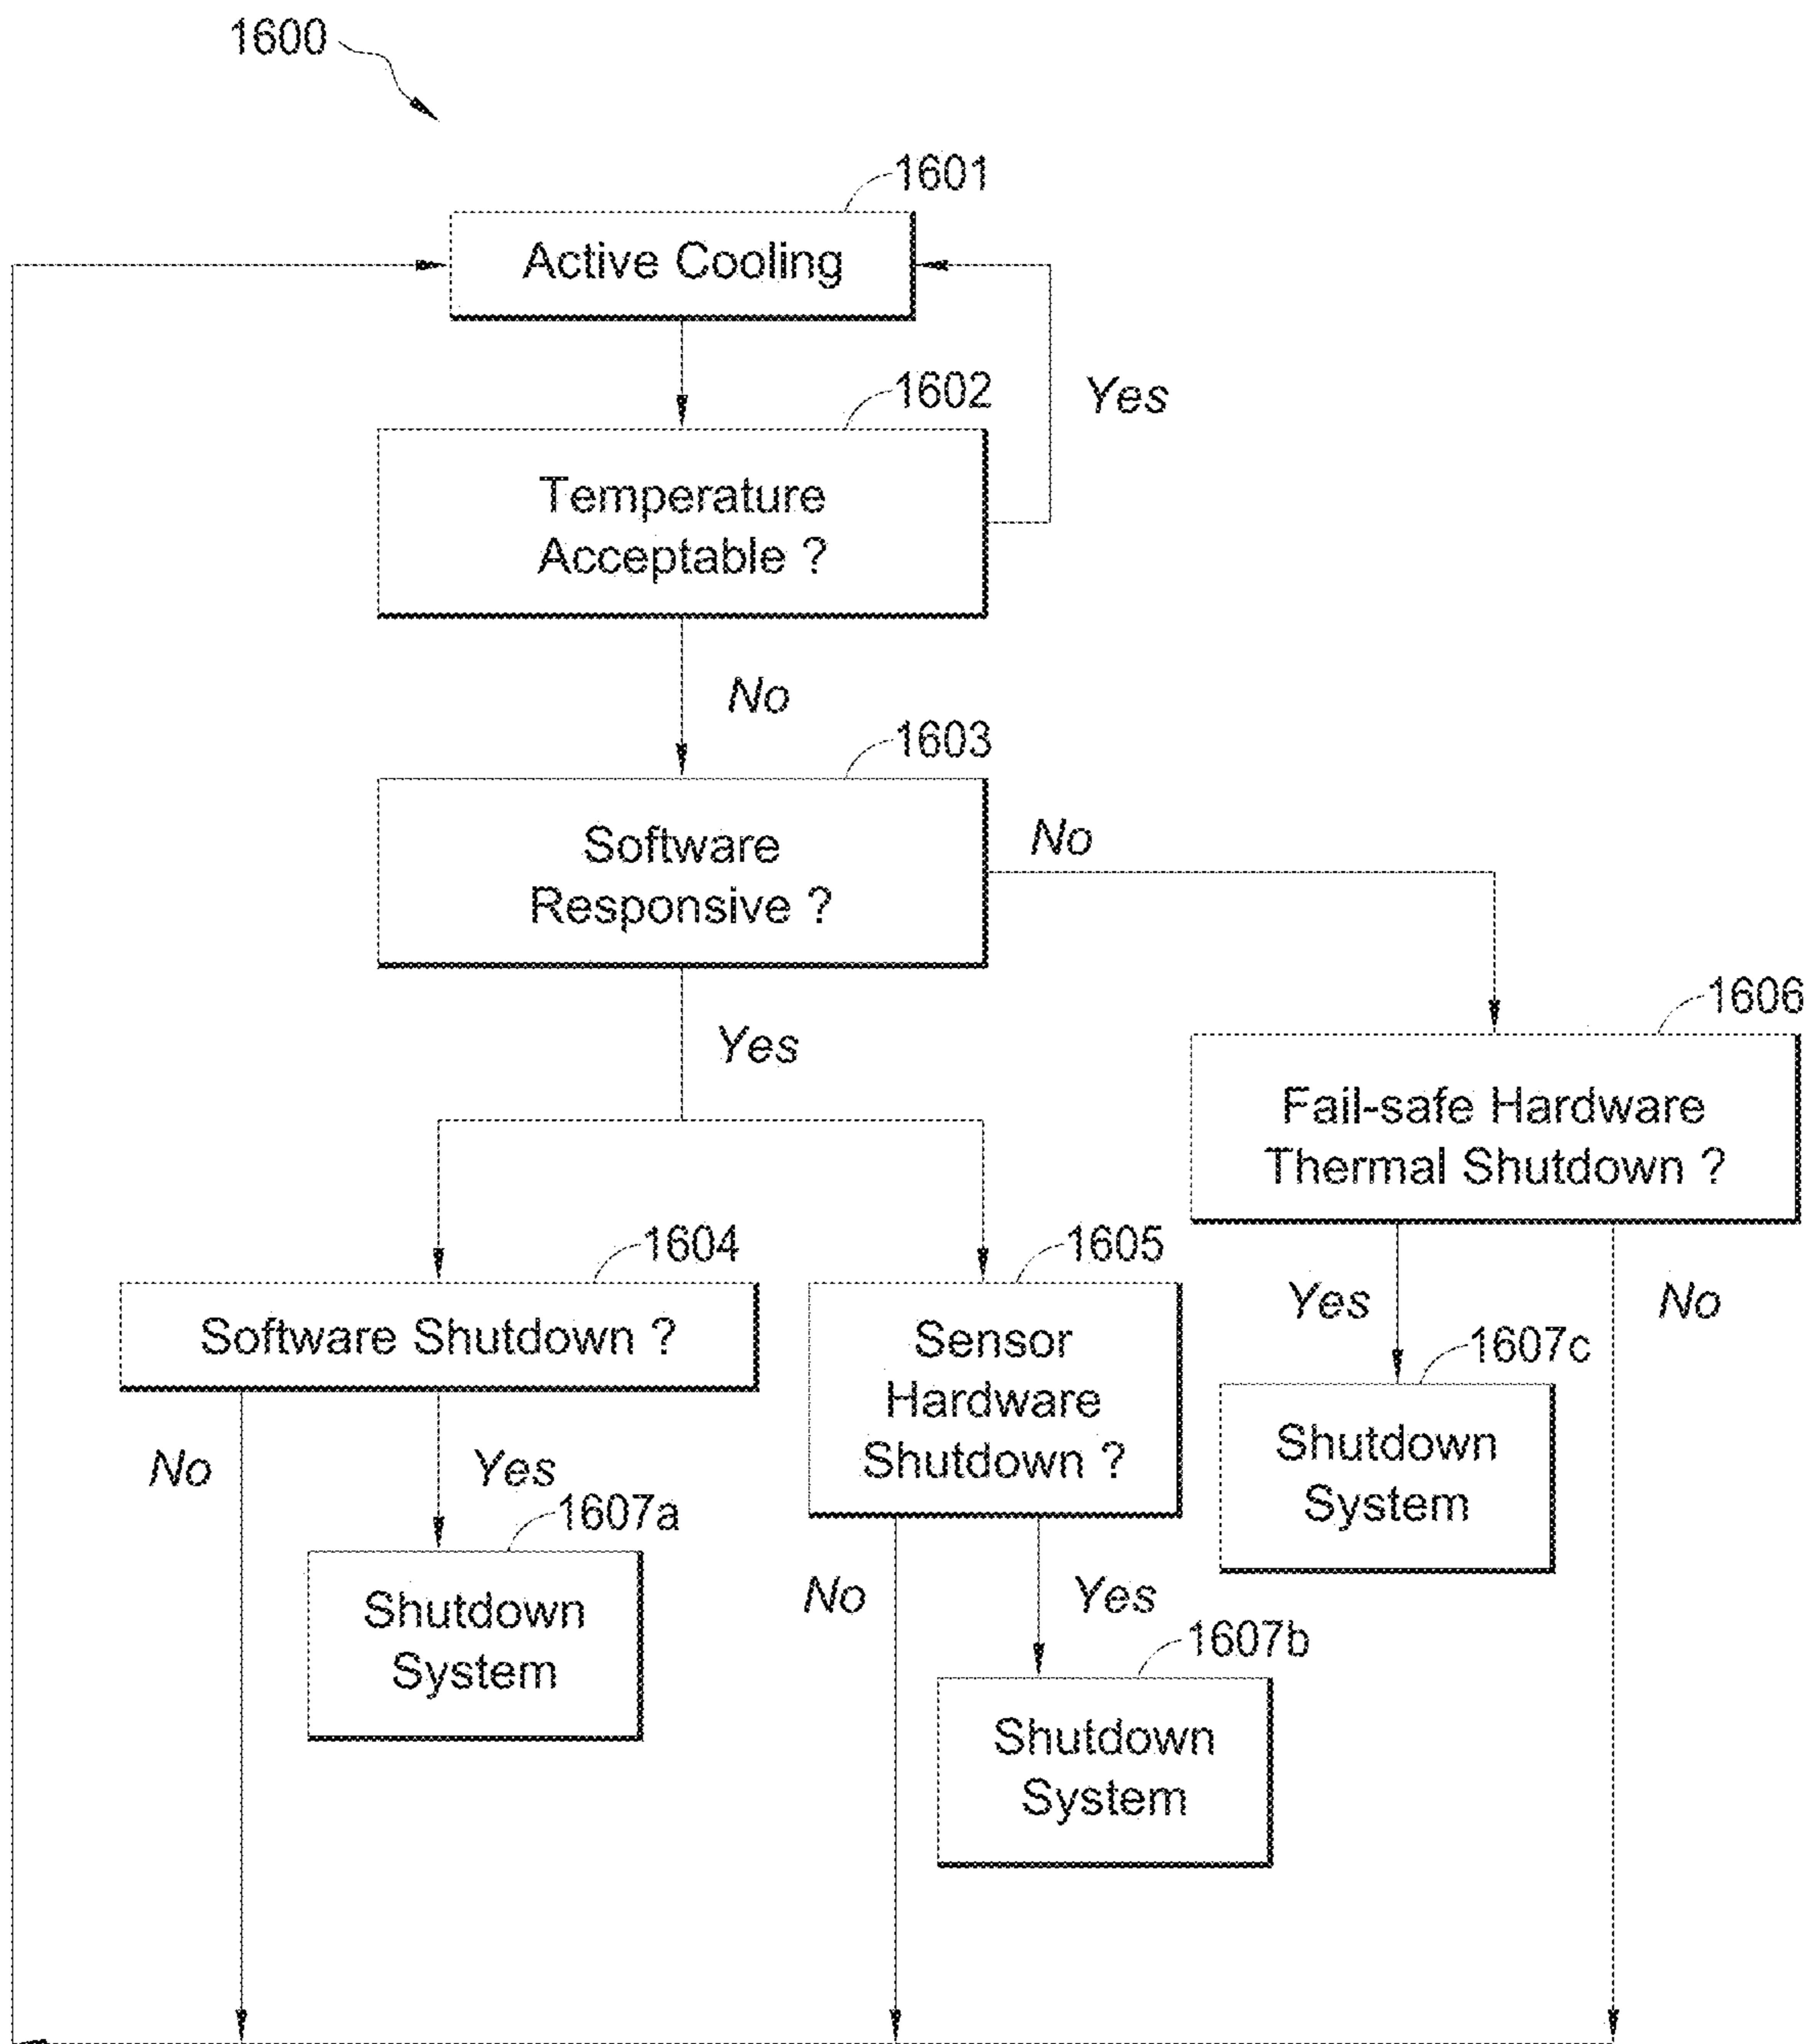 1600
1601
Active Cooling
1602
Yes
Temperature
Acceptable ?
No
1603
Software
Responsive ?
No
1606
Yes
Fail-safe Hardware
Thermal Shutdown ?
1604
1605
Software Shutdown ?
Sensor
Hardware
Shutdown ?
Yes
No
1607c
Shutdown
System
No
Yes
1607a
Shutdown
System
No
Yes
1607b
Shutdown
System